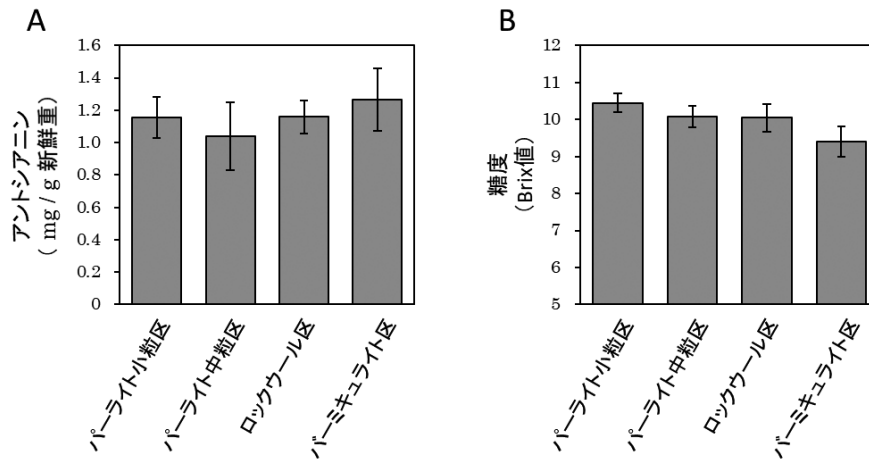 A
アントシアニン
( mg / g 新鮮重)
1.6
1.4
1.2
1.0
0.8
0.6
0.4
0.2
0
パーライト小粒区
パーライト中粒区
ロックウール区
バーミキュライト区
B
糖度
(Brix値)
12
11
10
9
8
7
6
5
パーライト小粒区
パーライト中粒区
ロックウール区
バーミキュライト区